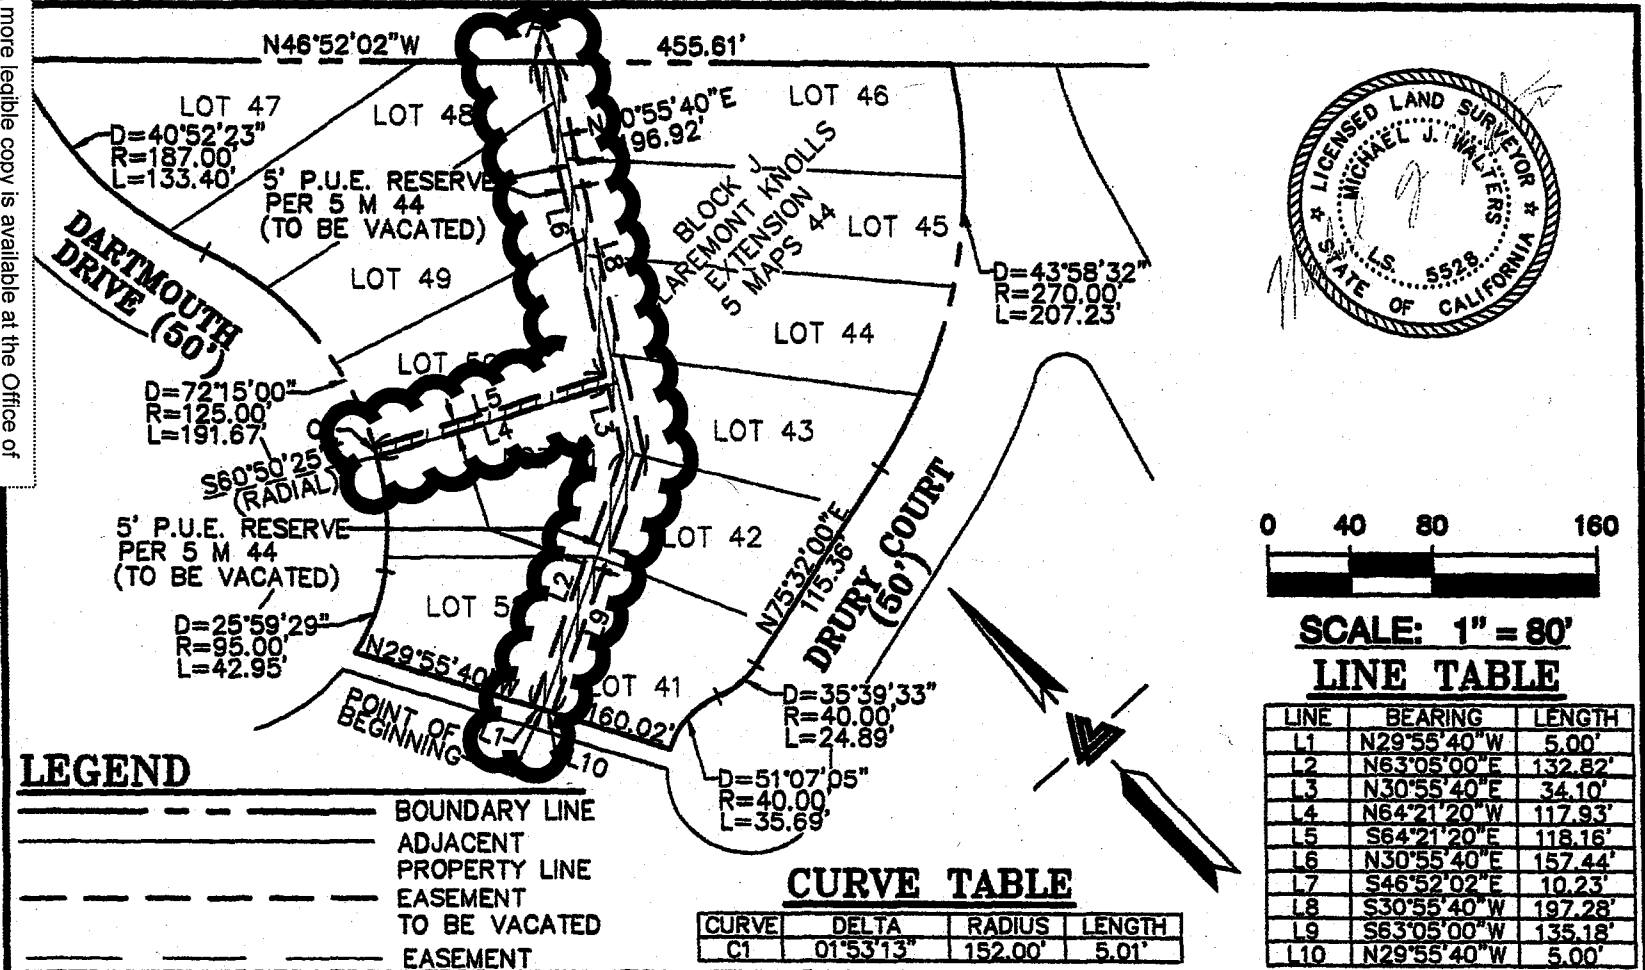 more legible copy is available at the Office of
N46°52'02"W
455.61'
LOT 47
LOT 48
LOT 46
D=40°52'23"
R=187.00'
L=133.40'
0°55'40"E
196.92'
5' P.U.E. RESERVE
PER 5 M 44
(TO BE VACATED)
BLOCK J
LAREMONT KNOLLS
EXTENSION
5 MAPS 44
LOT 45
L6
L8
DARTMOUTH
DRIVE (50')
LOT 49
D=43°58'32"
R=270.00'
L=207.23'
LOT 44
LOT
D=72°15'00"
R=125.00'
L=191.67'
L5
L4
L3
LOT 43
S60°50'25"
(RADIAL)
5' P.U.E. RESERVE
PER 5 M 44
(TO BE VACATED)
LOT 42
N75°32'00"E
115.36'
DRURY COURT
(50')
L2
L9
LOT 5
D=25°59'29"
R=95.00'
L=42.95'
N29°55'40"W
160.02'
LOT 41
POINT OF
BEGINNING
L1
L10
D=35°39'33"
R=40.00'
L=24.89'
D=51°07'05"
R=40.00'
L=35.69'
LICENSED LAND SURVEYOR
MICHAEL J. WALTERS
LS. 5528
STATE OF CALIFORNIA
0 40 80 160
SCALE: 1" = 80'
LINE TABLE
LINE BEARING LENGTH
L1 N29°55'40"W 5.00'
L2 N63°05'00"E 132.82'
L3 N30°55'40"E 34.10'
L4 N64°21'20"W 117.93'
L5 S64°21'20"E 118.16'
L6 N30°55'40"E 157.44'
L7 S46°52'02"E 10.23'
L8 S30°55'40"W 197.28'
L9 S63°05'00"W 135.18'
L10 N29°55'40"W 5.00'
LEGEND
BOUNDARY LINE
ADJACENT
PROPERTY LINE
EASEMENT
TO BE VACATED
EASEMENT
CURVE TABLE
CURVE DELTA RADIUS LENGTH
C1 01°53'13" 152.00' 5.01'